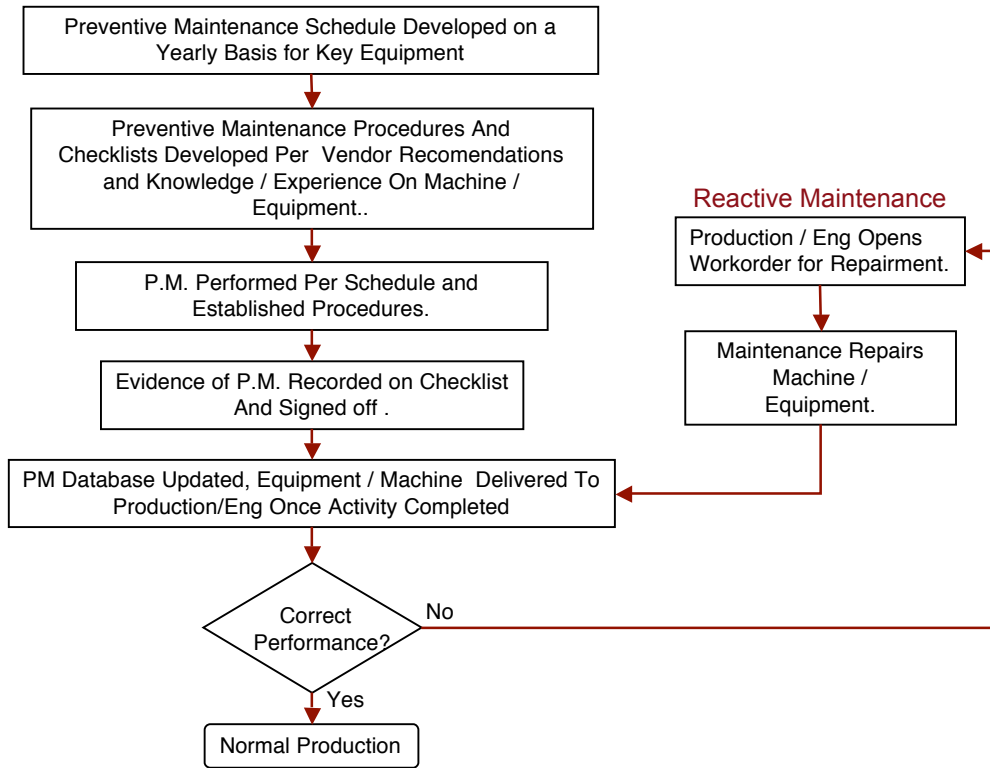 Preventive Maintenance Schedule Developed on a
Yearly Basis for Key Equipment
Preventive Maintenance Procedures And
Checklists Developed Per Vendor Recomendations
and Knowledge / Experience On Machine /
Equipment..
P.M. Performed Per Schedule and
Established Procedures.
Evidence of P.M. Recorded on Checklist
And Signed off .
PM Database Updated, Equipment / Machine Delivered To
Production/Eng Once Activity Completed
Correct
Performance?
No
Yes
Normal Production
Reactive Maintenance
Production / Eng Opens
Workorder for Repairment.
Maintenance Repairs
Machine /
Equipment.